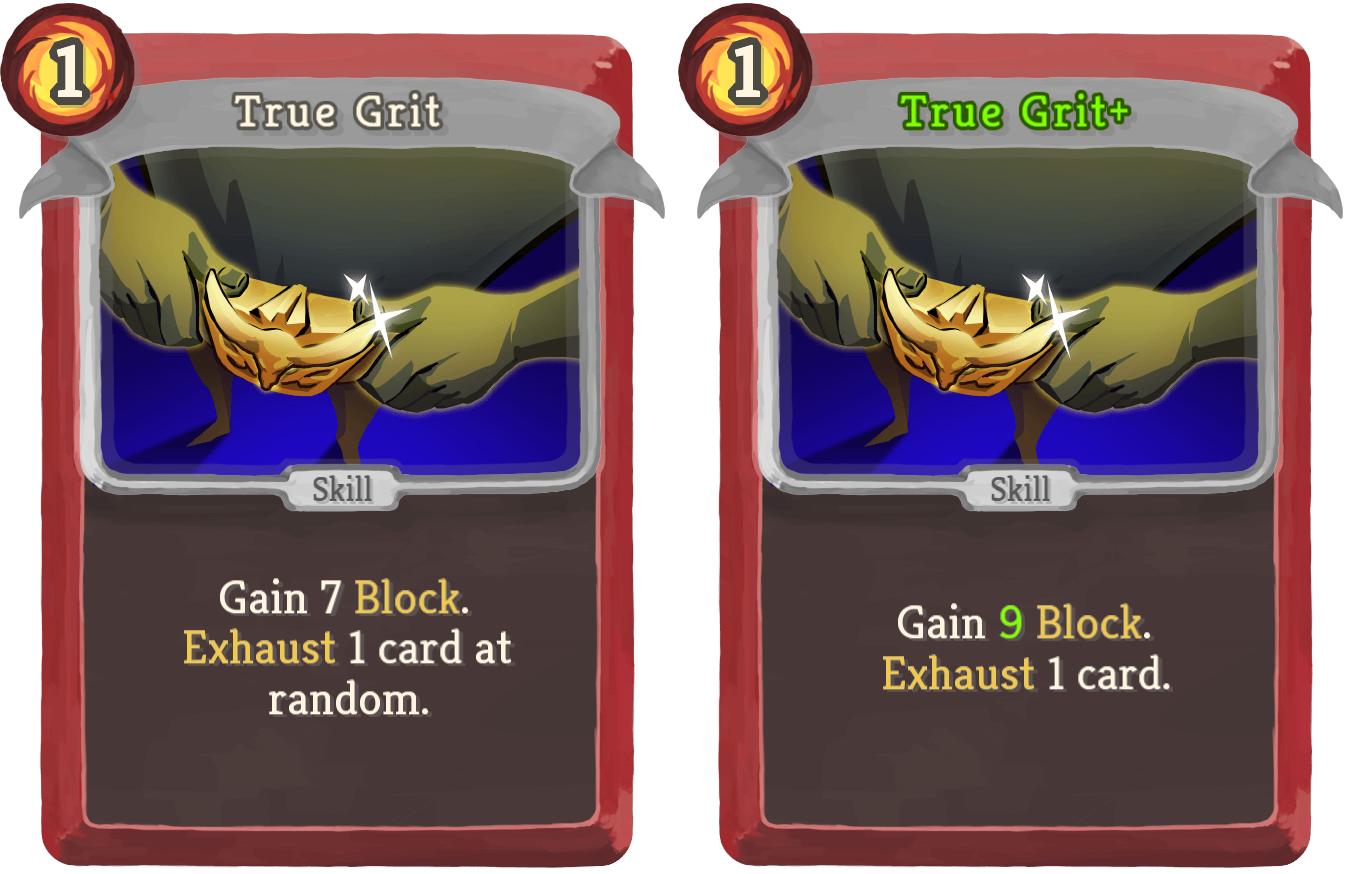 1
True Grit
Skill
Gain 7 Block.
Exhaust 1 card at
random.
1
True Grit+
Skill
Gain 9 Block.
Exhaust 1 card.